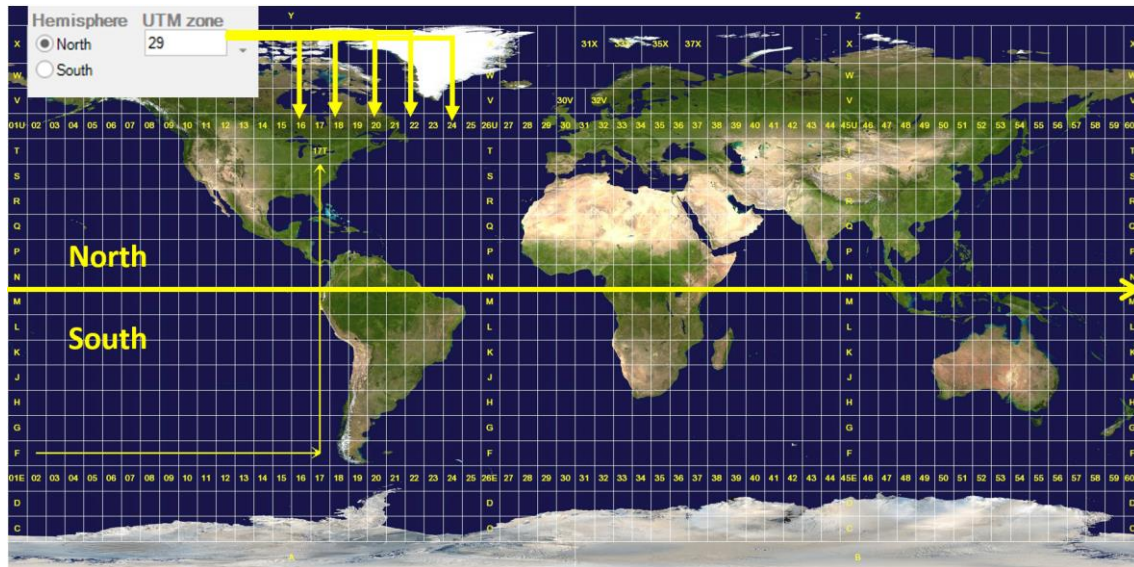 Hemisphere UTM zone Y Z
North 29
X 31X 35X 37X X X
South
W W W W
V 30V 32V V V
01U 02 03 04 05 06 07 08 09 10 11 12 13 14 15 16 17 18 19 20 21 22 23 24 25 26U 27 28 29 30 31 32 33 34 35 36 37 38 39 40 41 42 43 44 45U 46 47 48 49 50 51 52 53 54 55 56 57 58 59 60
T 17T T T
S S S S
R R R R
Q Q Q Q
P P P P
North
N N N N
M M M M
South
L L L L
K K K K
J J J J
H H H H
G G G G
F F F F
01E 02 03 04 05 06 07 08 09 10 11 12 13 14 15 16 17 18 19 20 21 22 23 24 25 26E 27 28 29 30 31 32 33 34 35 36 37 38 39 40 41 42 43 44 45E 46 47 48 49 50 51 52 53 54 55 56 57 58 59 60
D D D D
C C C
A B